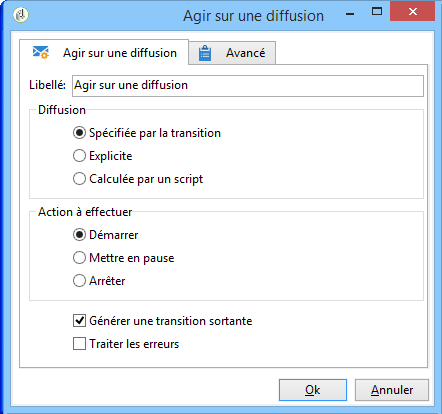 Agir sur une diffusion
Agir sur une diffusion Avancé
Libellé: Agir sur une diffusion
Diffusion
Spécifiée par la transition
Explicite
Calculée par un script
Action à effectuer
Démarrer
Mettre en pause
Arrêter
Générer une transition sortante
Traiter les erreurs
Ok Annuler